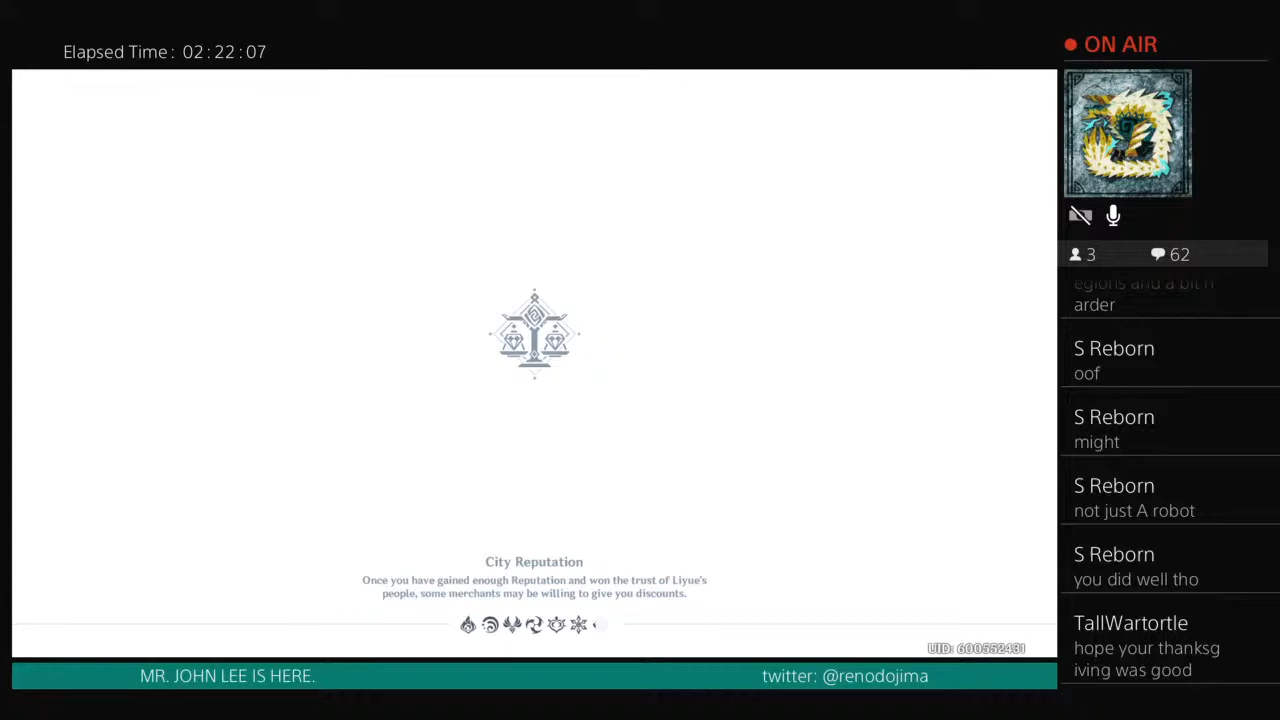 Elapsed Time: 02:22:07
ON AIR
3
62
egions and a bit h
arder
S Reborn
oof
S Reborn
might
S Reborn
not just A robot
S Reborn
you did well tho
TallWartortle
hope your thanksg
iving was good
City Reputation
Once you have gained enough Reputation and won the trust of Liyue's
people, some merchants may be willing to give you discounts.
UID: 600552431
MR. JOHN LEE IS HERE.
twitter: @renodojima